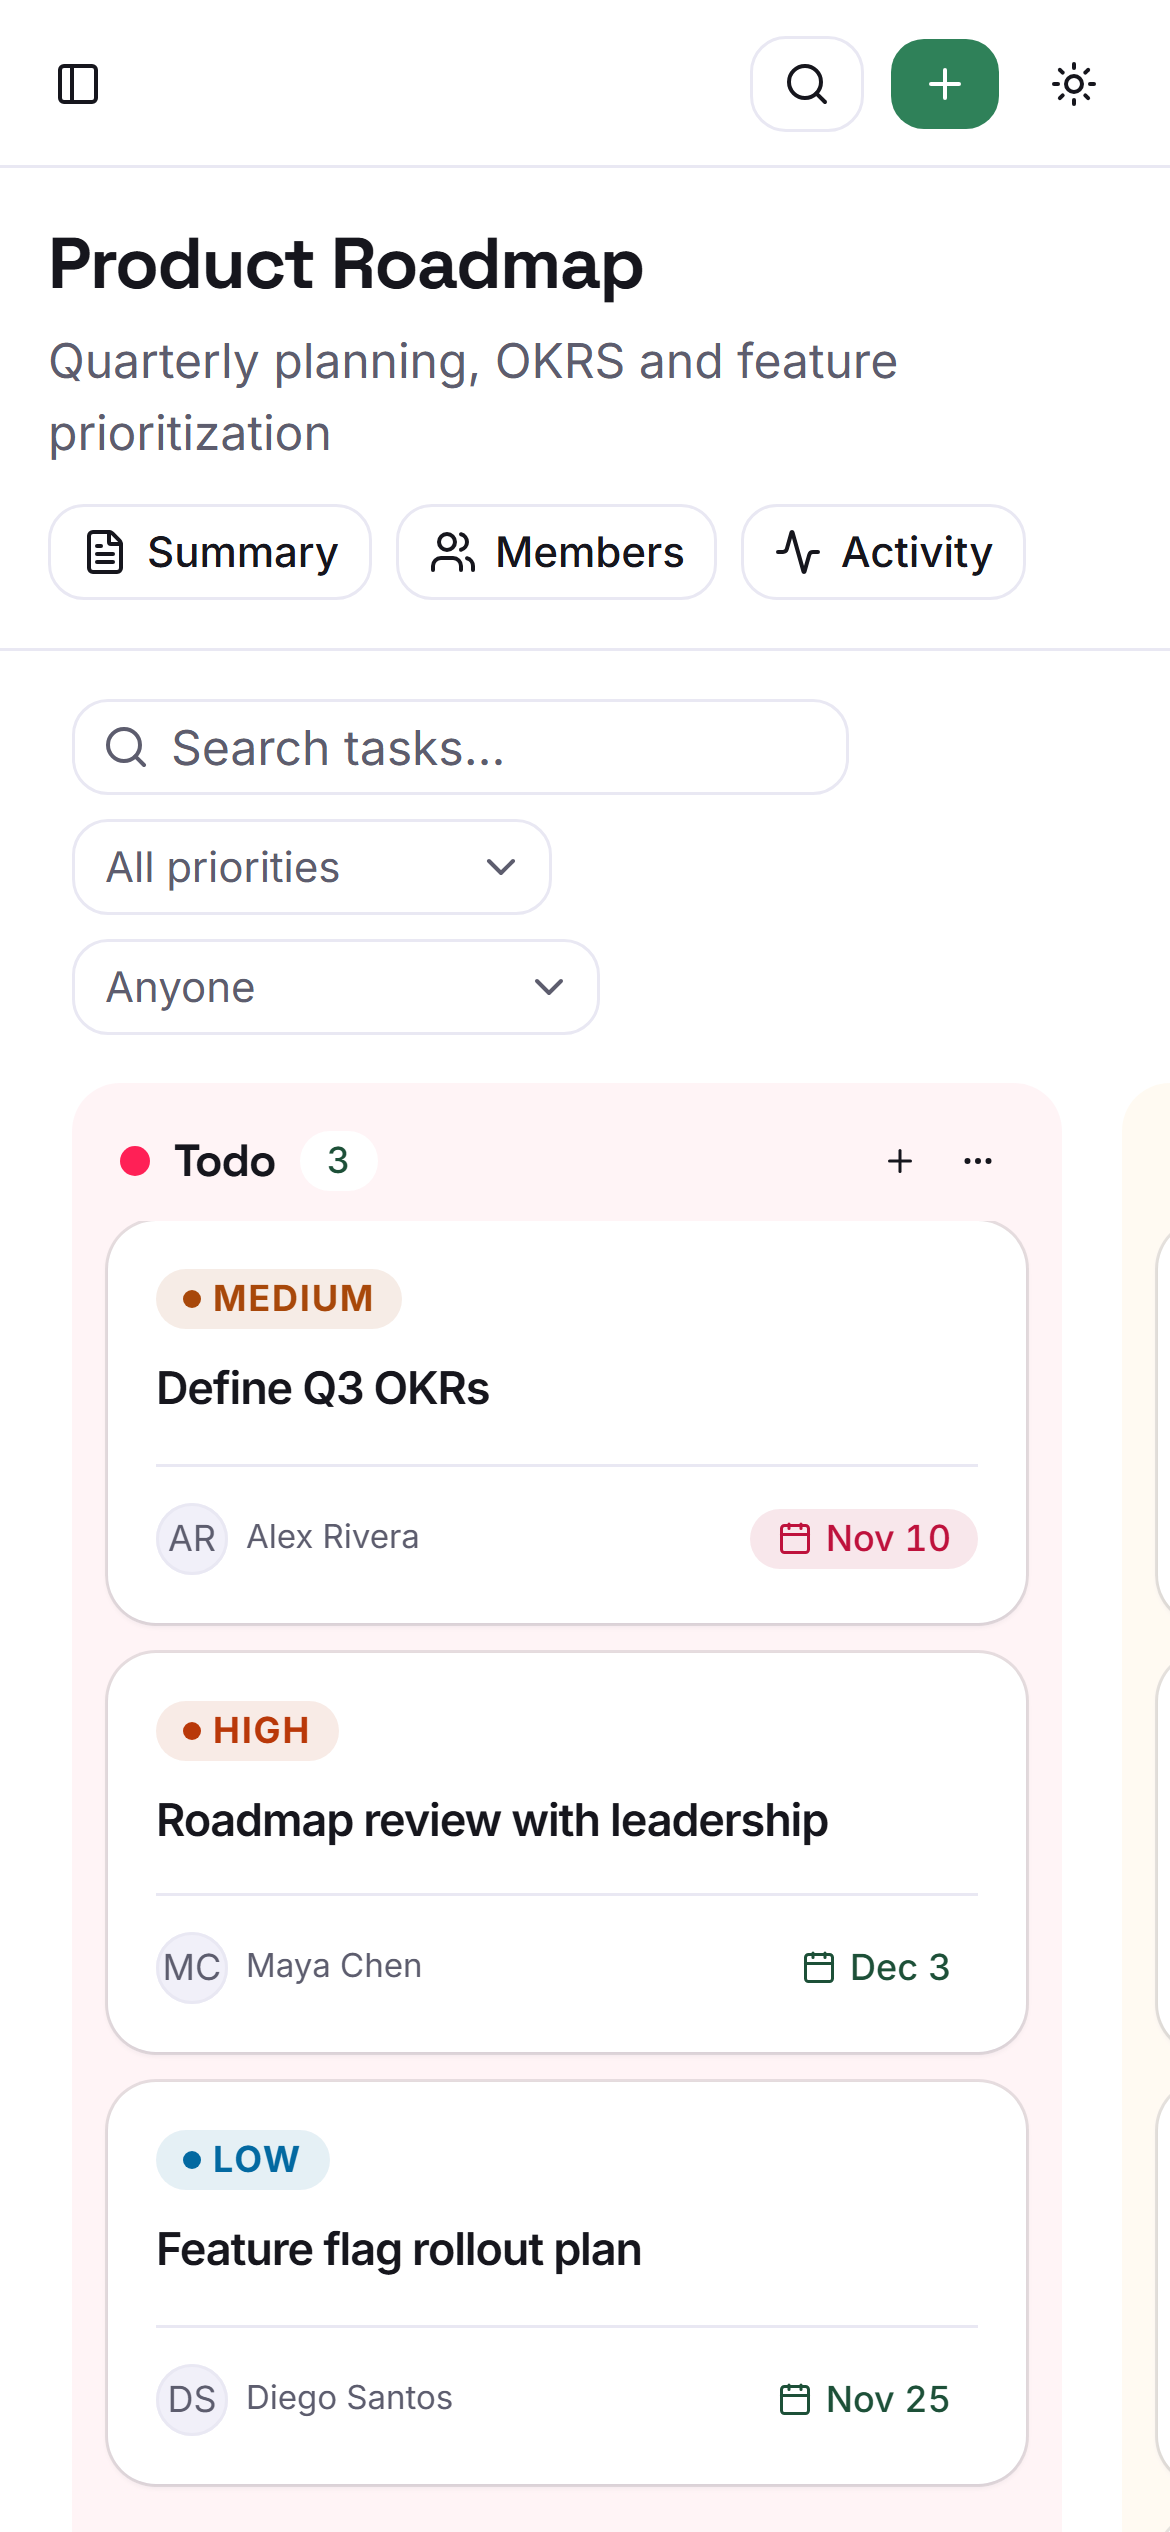 Product Roadmap
Quarterly planning, OKRS and feature
prioritization
Summary
Members
Activity
Search tasks...
All priorities
Anyone
Todo
3
MEDIUM
Define Q3 OKRs
AR
Alex Rivera
Nov 10
HIGH
Roadmap review with leadership
MC
Maya Chen
Dec 3
LOW
Feature flag rollout plan
DS
Diego Santos
Nov 25